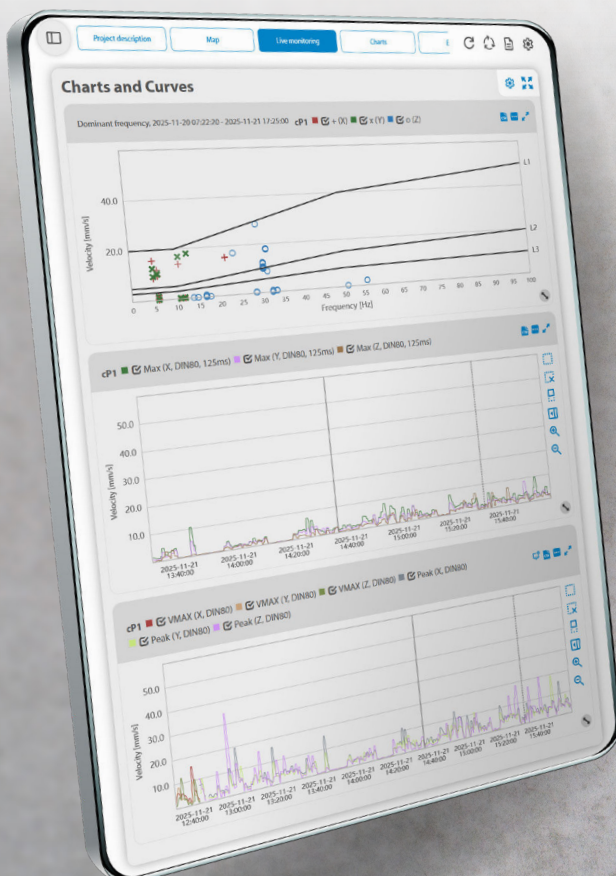 Project description Map Live monitoring Charts
Charts and Curves
Dominant frequency, 2025-11-20 07:22:20 - 2025-11-21 17:25:00 cP1 + (X) x (Y) o (Z)
Velocity [mm/s]
40.0
20.0
L1
L2
L3
0 5 10 15 20 25 30 35 40 45 50 55 60 65 70 75 80 85 90 95 100
Frequency [Hz]
cP1 Max (X, DIN80, 125ms) Max (Y, DIN80, 125ms) Max (Z, DIN80, 125ms)
Velocity [mm/s]
50.0
40.0
30.0
20.0
10.0
2025-11-21 13:40:00
2025-11-21 14:00:00
2025-11-21 14:20:00
2025-11-21 14:40:00
2025-11-21 15:00:00
2025-11-21 15:20:00
2025-11-21 15:40:00
cP1 VMAX (X, DIN80) VMAX (Y, DIN80) VMAX (Z, DIN80) Peak (X, DIN80)
Peak (Y, DIN80) Peak (Z, DIN80)
Velocity [mm/s]
50.0
40.0
30.0
20.0
10.0
2025-11-21 12:40:00
2025-11-21 13:00:00
2025-11-21 13:20:00
2025-11-21 13:40:00
2025-11-21 14:00:00
2025-11-21 14:20:00
2025-11-21 14:40:00
2025-11-21 15:00:00
2025-11-21 15:20:00
2025-11-21 15:40:00